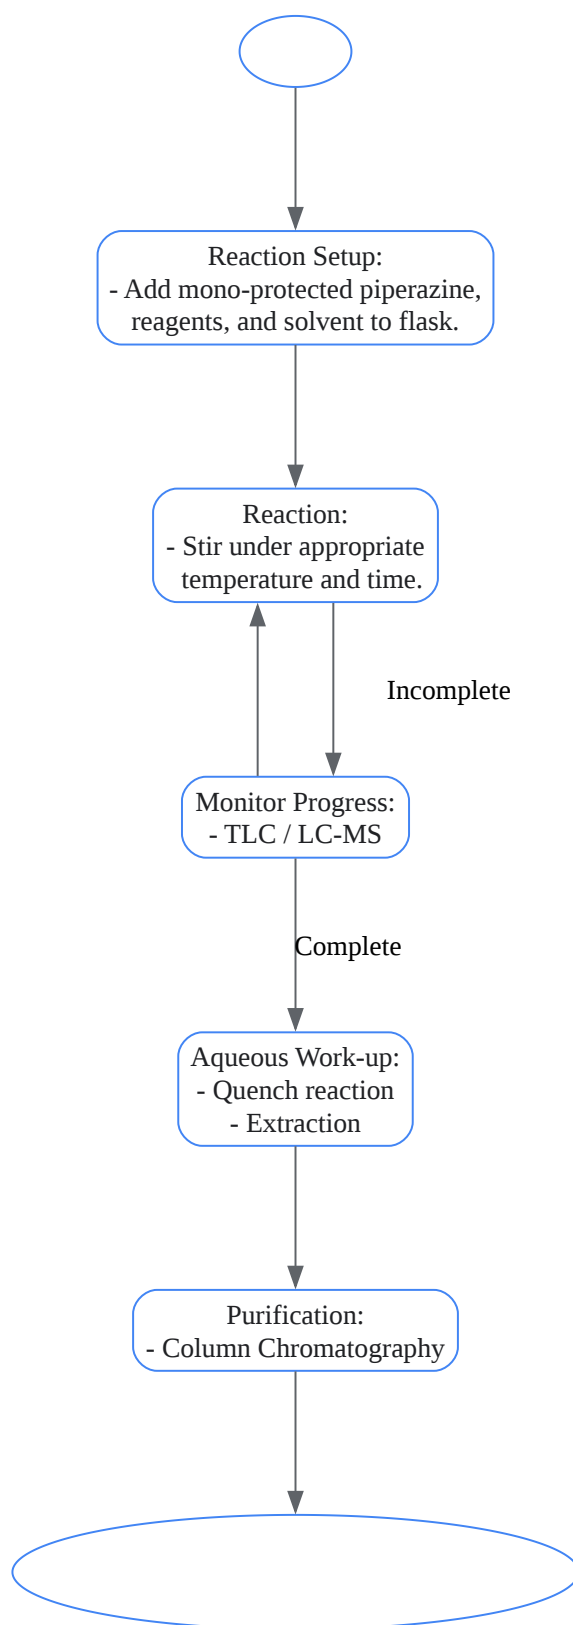 Reaction Setup:
- Add mono-protected piperazine,
reagents, and solvent to flask.
Reaction:
- Stir under appropriate
temperature and time.
Incomplete
Monitor Progress:
- TLC / LC-MS
Complete
Aqueous Work-up:
- Quench reaction
- Extraction
Purification:
- Column Chromatography